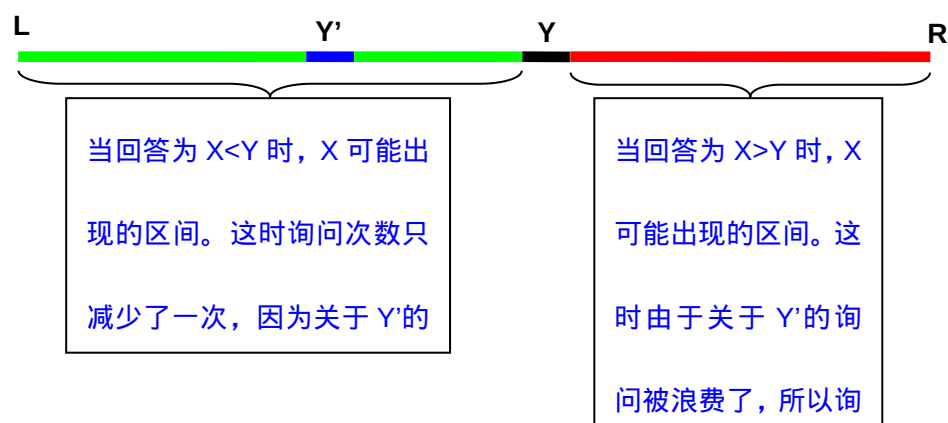 L Y’ Y R
当回答为 X<Y 时，X 可能出
现的区间。这时询问次数只
减少了一次，因为关于 Y’的
当回答为 X>Y 时，X
可能出现的区间。这
时由于关于 Y’的询
问被浪费了，所以询